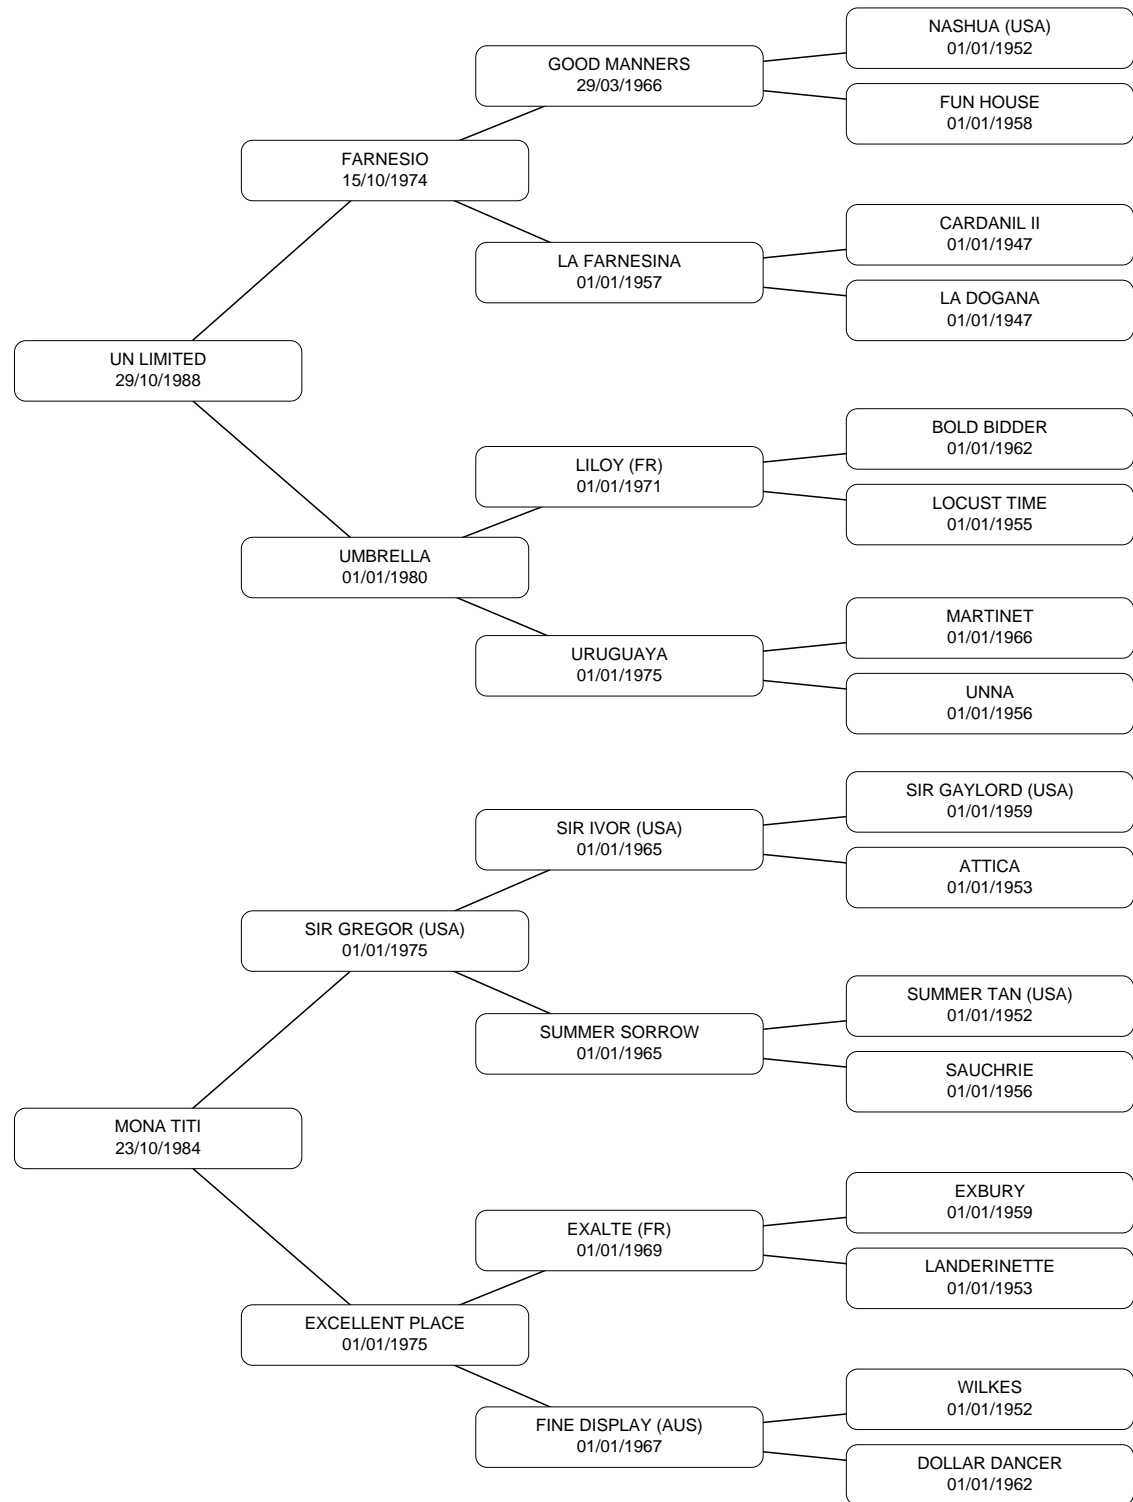 NASHUA (USA)
01/01/1952
GOOD MANNERS
29/03/1966
FUN HOUSE
01/01/1958
FARNESIO
15/10/1974
CARDANIL II
01/01/1947
LA FARNESINA
01/01/1957
LA DOGANA
01/01/1947
UN LIMITED
29/10/1988
BOLD BIDDER
01/01/1962
LILOY (FR)
01/01/1971
LOCUST TIME
01/01/1955
UMBRELLA
01/01/1980
MARTINET
01/01/1966
URUGUAYA
01/01/1975
UNNA
01/01/1956
SIR GAYLORD (USA)
01/01/1959
SIR IVOR (USA)
01/01/1965
ATTICA
01/01/1953
SIR GREGOR (USA)
01/01/1975
SUMMER TAN (USA)
01/01/1952
SUMMER SORROW
01/01/1965
SAUCHRIE
01/01/1956
MONA TITI
23/10/1984
EXBURY
01/01/1959
EXALTE (FR)
01/01/1969
LANDERINETTE
01/01/1953
EXCELLENT PLACE
01/01/1975
WILKES
01/01/1952
FINE DISPLAY (AUS)
01/01/1967
DOLLAR DANCER
01/01/1962